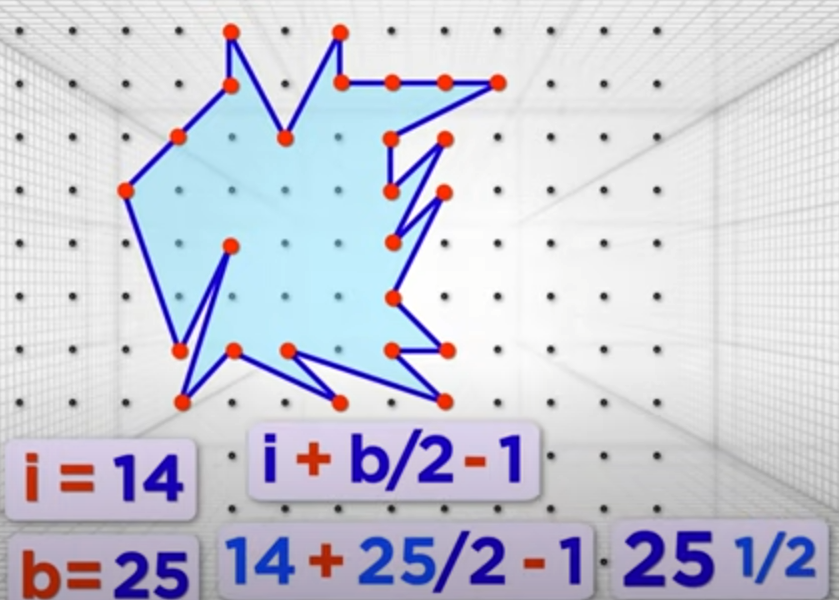 i = 14
i + b/2 - 1
b= 25
14 + 25/2 - 1
25 1/2